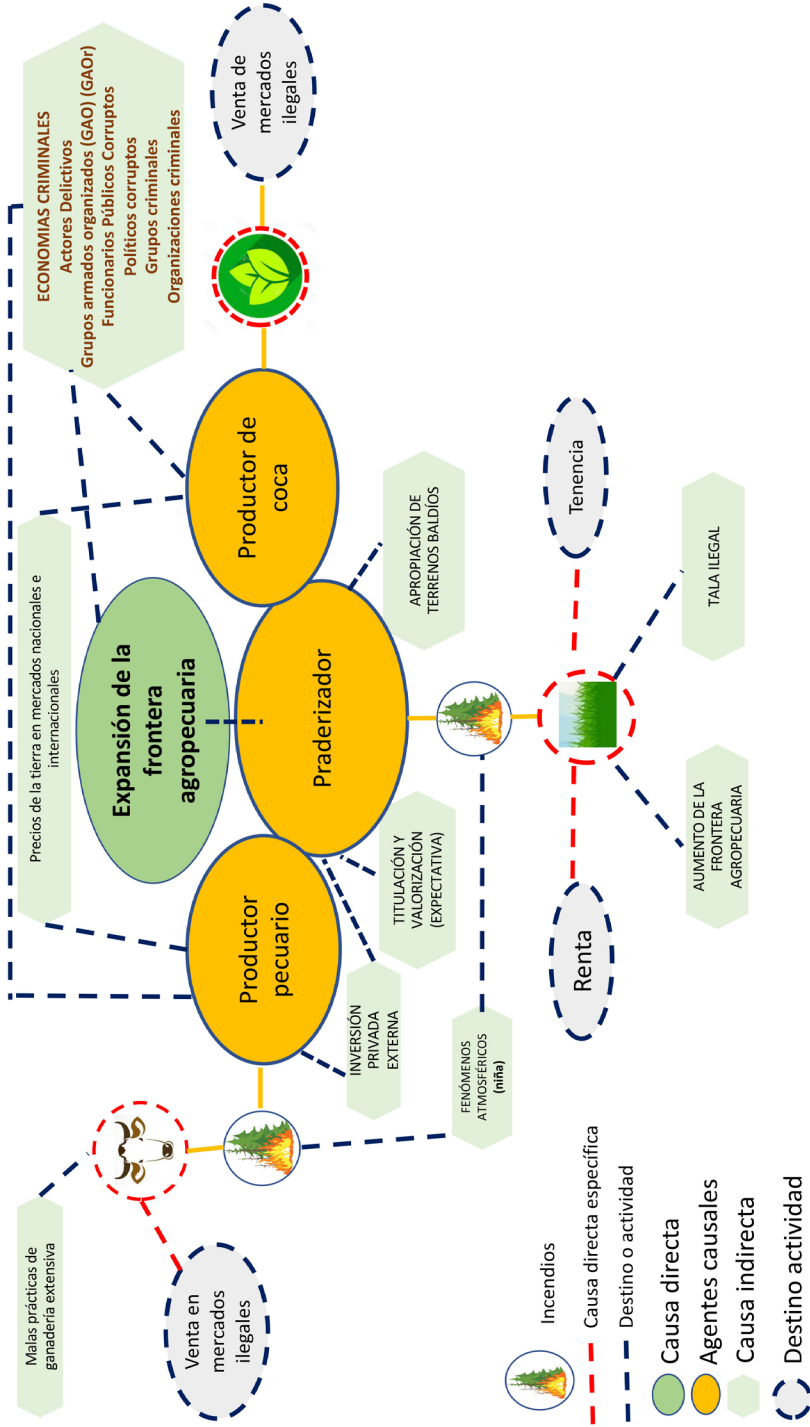 Malas prácticas de
ganadería extensiva
Venta en
mercados
ilegales
Precios de la tierra en mercados nacionales e
internacionales
ECONOMIAS CRIMINALES
Actores Delictivos
Grupos armados organizados (GAO) (GAOr)
Funcionarios Públicos Corruptos
Políticos corruptos
Grupos criminales
Organizaciones criminales
Expansión de la
frontera
agropecuaria
Productor
pecuario
Praderizador
Productor de
coca
Venta de
mercados
ilegales
INVERSIÓN
PRIVADA
EXTERNA
TITULACIÓN Y
VALORIZACIÓN
(EXPECTATIVA)
APROPIACIÓN DE
TERRENOS BALDÍOS
FENÓMENOS
ATMOSFÉRICOS
(niña)
Renta
Tenencia
AUMENTO DE LA
FRONTERA
AGROPECUARIA
TALA ILEGAL
Incendios
Causa directa específica
Destino o actividad
Causa directa
Agentes causales
Causa indirecta
Destino actividad